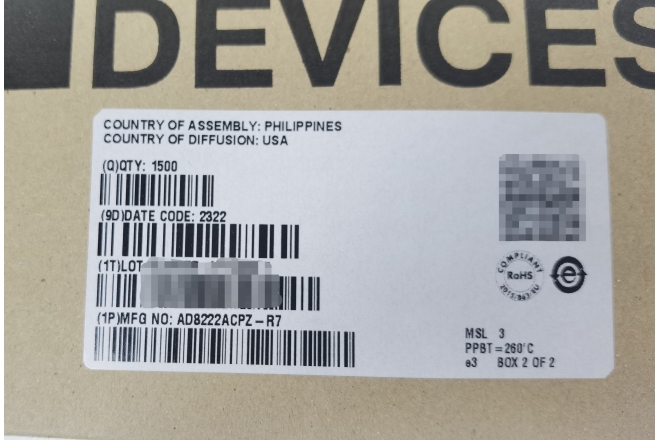 DEVICES
COUNTRY OF ASSEMBLY: PHILIPPINES
COUNTRY OF DIFFUSION: USA
(Q)QTY: 1500
(9D)DATE CODE: 2322
(1T)LOT
(1P)MFG NO: AD8222ACPZ-R7
COMPLIANT
RoHS
e
MSL 3
PPBT=260°C
e3 BOX 2 OF 2